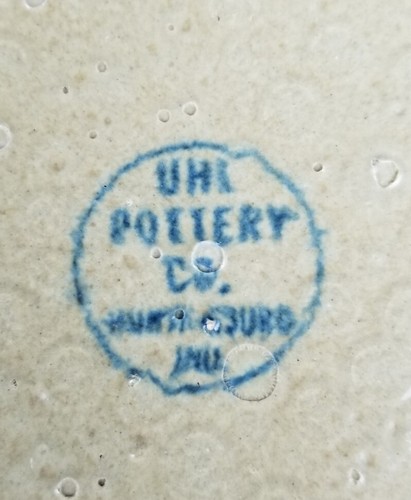 UHL
POTTERY
CO.
HUNTINGBURG
IND.